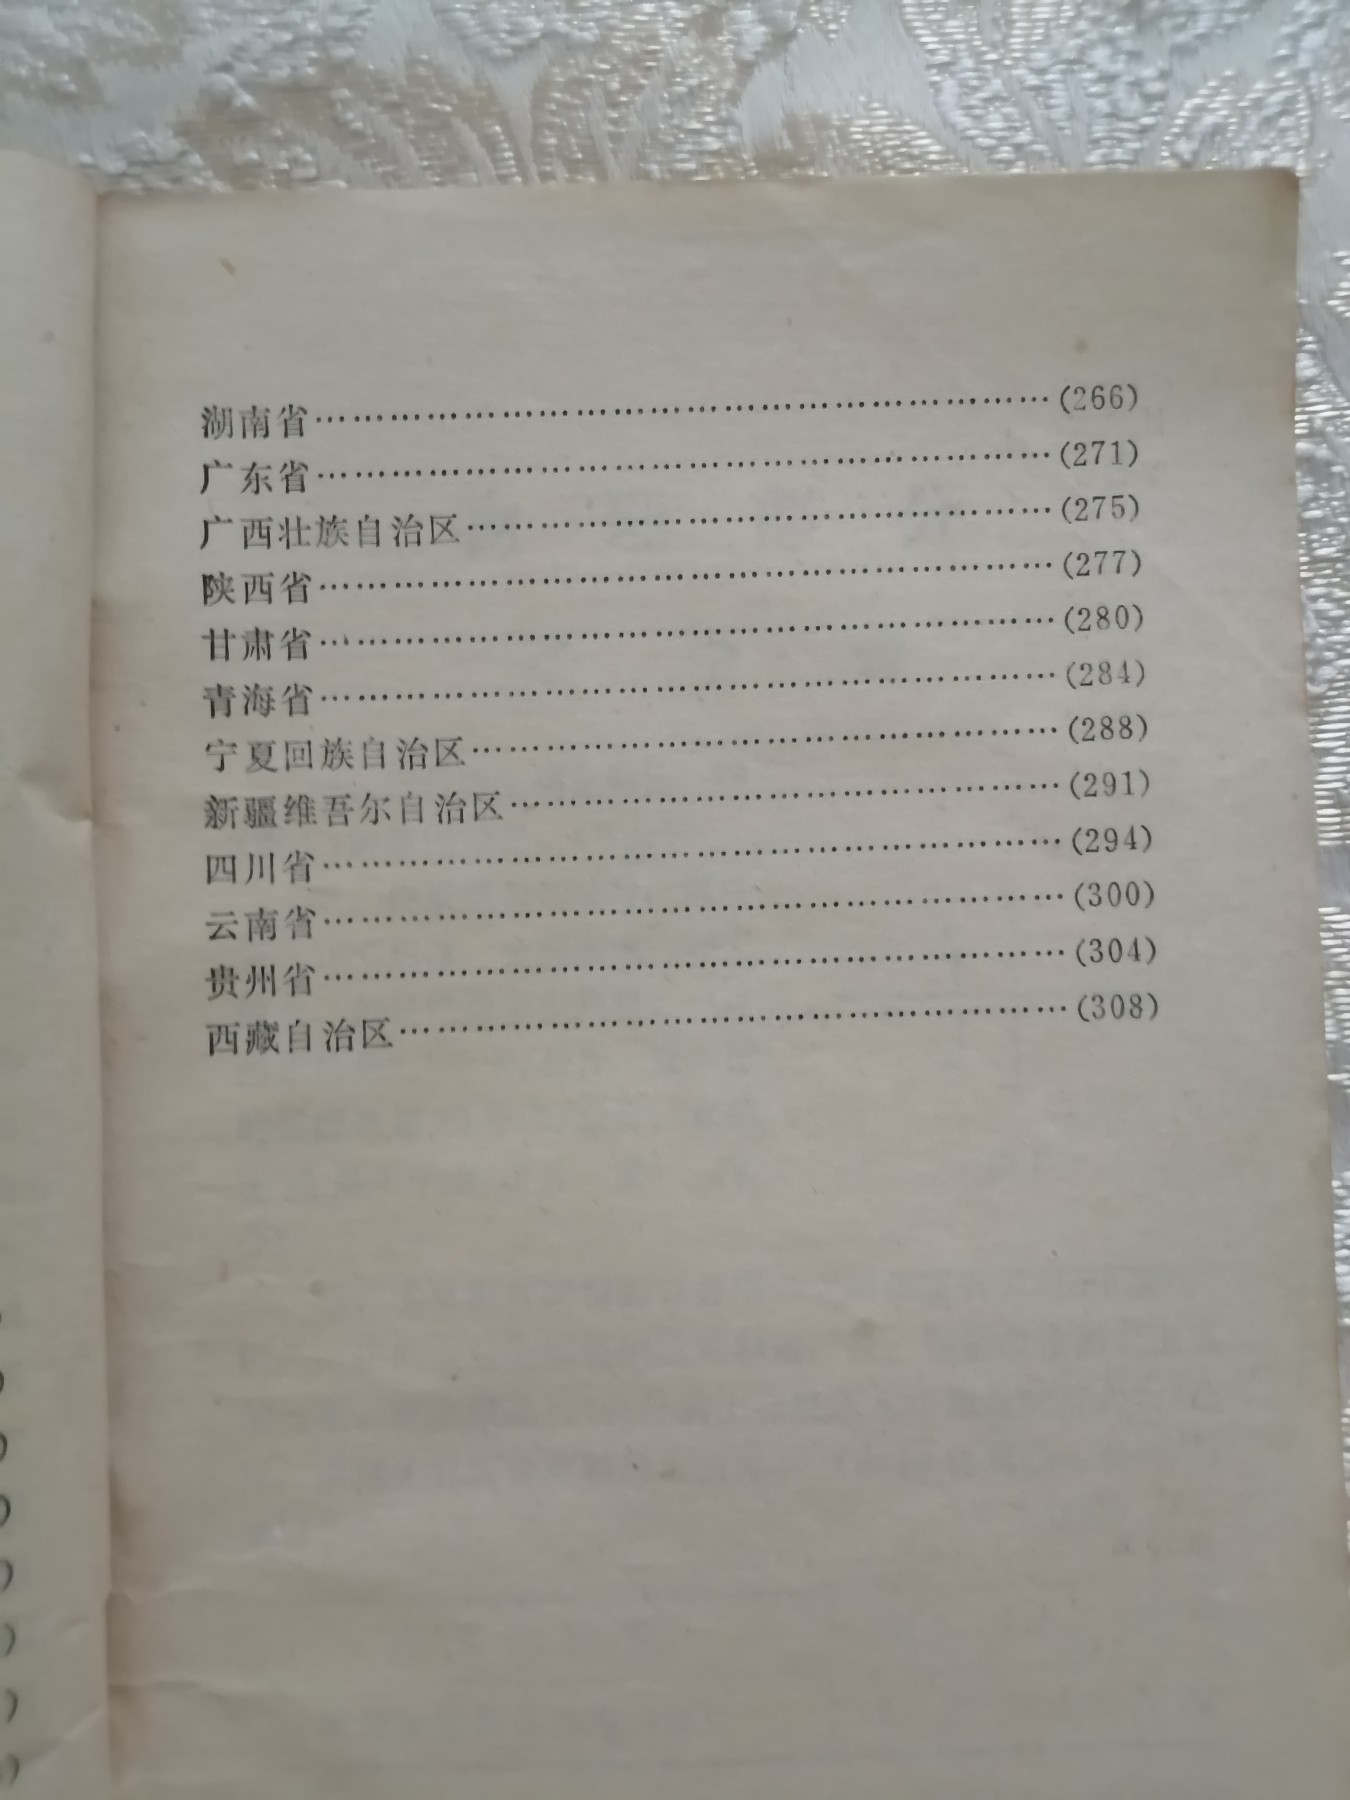 湖南省……………………………………………………(266)
广东省……………………………………………………(271)
广西壮族自治区…………………………………………(275)
陕西省……………………………………………………(277)
甘肃省……………………………………………………(280)
青海省……………………………………………………(284)
宁夏回族自治区…………………………………………(288)
新疆维吾尔自治区………………………………………(291)
四川省……………………………………………………(294)
云南省……………………………………………………(300)
贵州省……………………………………………………(304)
西藏自治区………………………………………………(308)